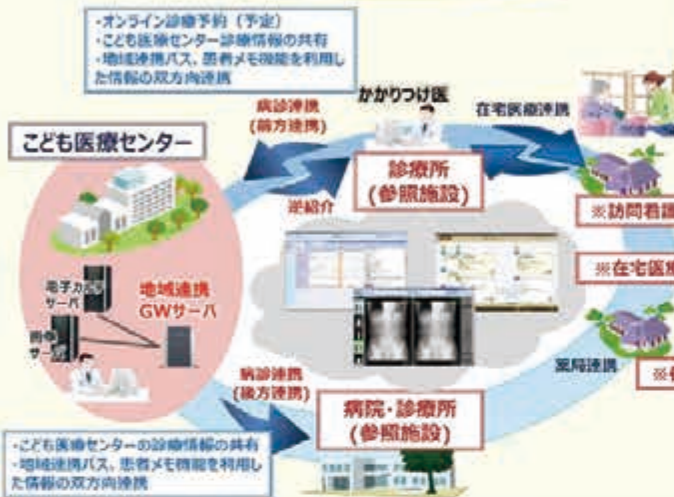 ・オンライン診療予約（予定）
・こども医療センター診療情報の共有
・地域連携パス、患者メモ機能を利用し
た情報の双方向連携
病診連携
(前方連携)
かかりつけ医
在宅医療連携
こども医療センター
診療所
(参照施設)
逆紹介
※訪問看護
※在宅医療
電子カルテ
サーバ
地域連携
GWサーバ
画像
サーバ
薬局連携
病診連携
(後方連携)
病院・診療所
(参照施設)
・こども医療センターの診療情報の共有
・地域連携パス、患者メモ機能を利用し
た情報の双方向連携